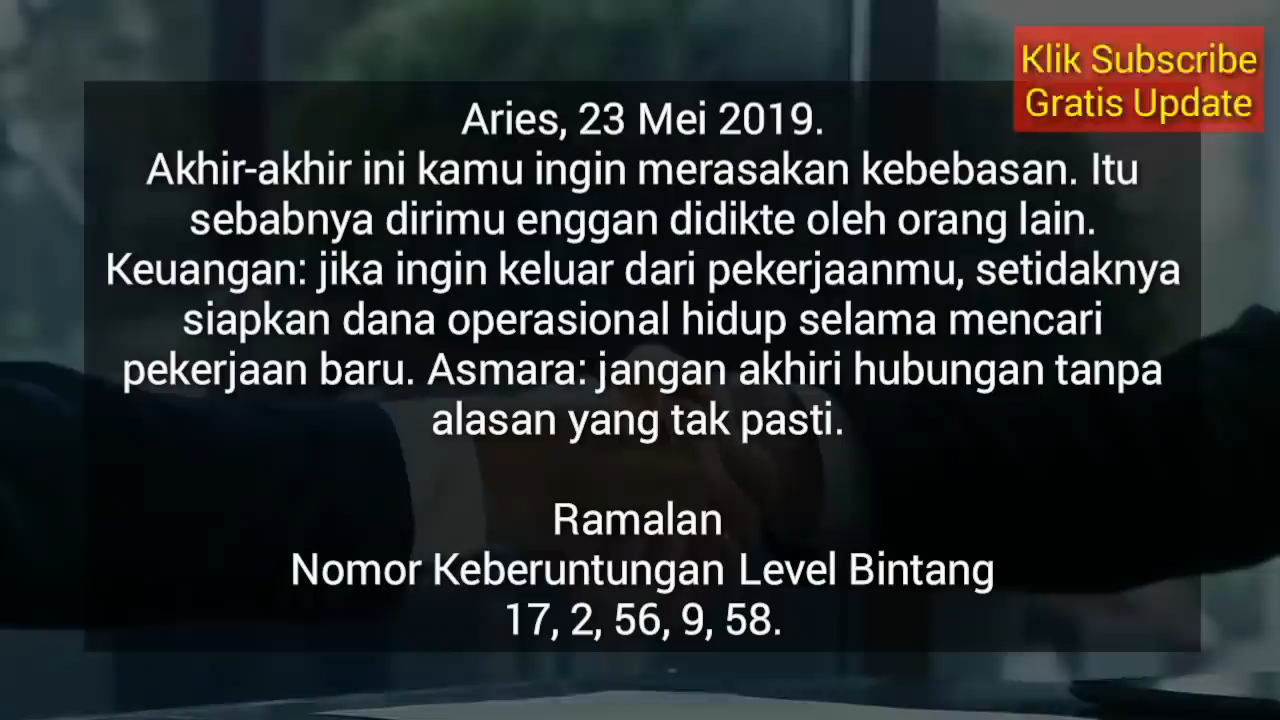 Klik Subscribe
Gratis Update
Aries, 23 Mei 2019.
Akhir-akhir ini kamu ingin merasakan kebebasan. Itu
sebabnya dirimu enggan didikte oleh orang lain.
Keuangan: jika ingin keluar dari pekerjaanmu, setidaknya
siapkan dana operasional hidup selama mencari
pekerjaan baru. Asmara: jangan akhiri hubungan tanpa
alasan yang tak pasti.
Ramalan
Nomor Keberuntungan Level Bintang
17, 2, 56, 9, 58.